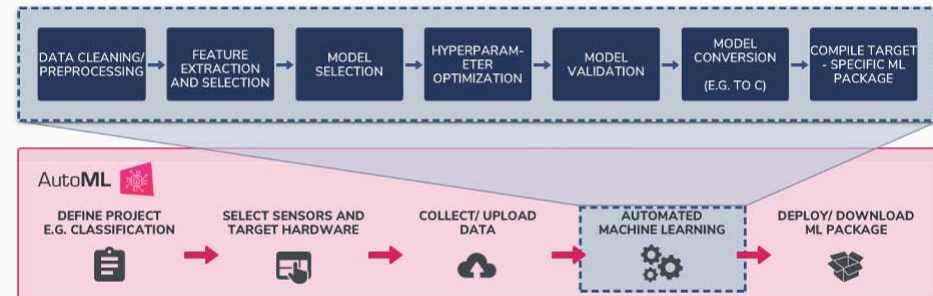 DATA CLEANING/
PREPROCESSING
FEATURE
EXTRACTION
AND SELECTION
MODEL
SELECTION
HYPERPARAM-
ETER
OPTIMIZATION
MODEL
VALIDATION
MODEL
CONVERSION
(E.G. TO C)
COMPILE TARGET
- SPECIFIC ML
PACKAGE
AutoML
DEFINE PROJECT
E.G. CLASSIFICATION
SELECT SENSORS AND
TARGET HARDWARE
COLLECT/ UPLOAD
DATA
AUTOMATED
MACHINE LEARNING
DEPLOY/ DOWNLOAD
ML PACKAGE